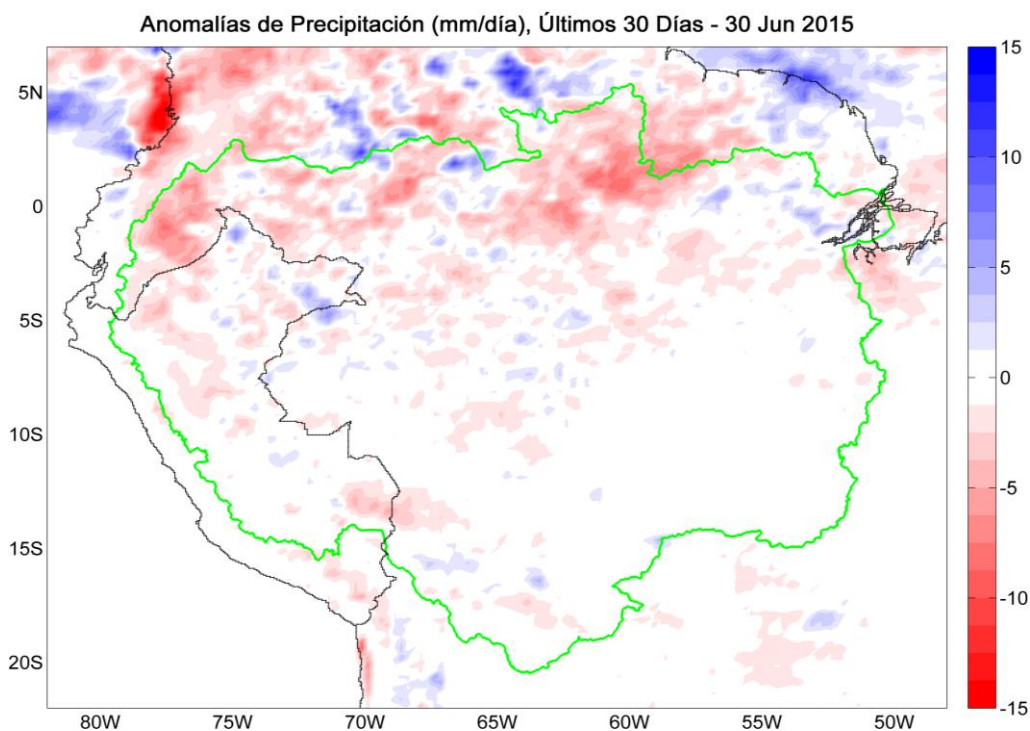 Anomalías de Precipitación (mm/día), Últimos 30 Días - 30 Jun 2015
5N
0
5S
10S
15S
20S
80W 75W 70W 65W 60W 55W 50W
15
10
5
0
-5
-10
-15